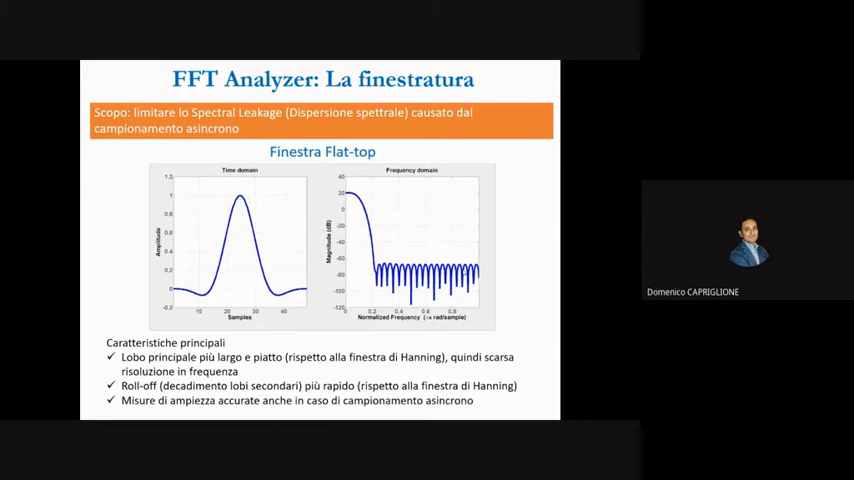 FFT Analyzer: La finestratura
Scopo: limitare lo Spectral Leakage (Dispersione spettrale) causato dal
campionamento asincrono
Finestra Flat-top
Time domain
1.2
1
0.8
0.6
0.4
0.2
0
-0.2
Amplitude
10
20
30
40
Samples
Frequency domain
40
20
0
-20
-40
-60
-80
-100
-120
Magnitude (dB)
0
0.2
0.4
0.6
0.8
Normalized Frequency (×π rad/sample)
Caratteristiche principali
✓ Lobo principale più largo e piatto (rispetto alla finestra di Hanning), quindi scarsa
risoluzione in frequenza
✓ Roll-off (decadimento lobi secondari) più rapido (rispetto alla finestra di Hanning)
✓ Misure di ampiezza accurate anche in caso di campionamento asincrono
Domenico CAPRIGLIONE